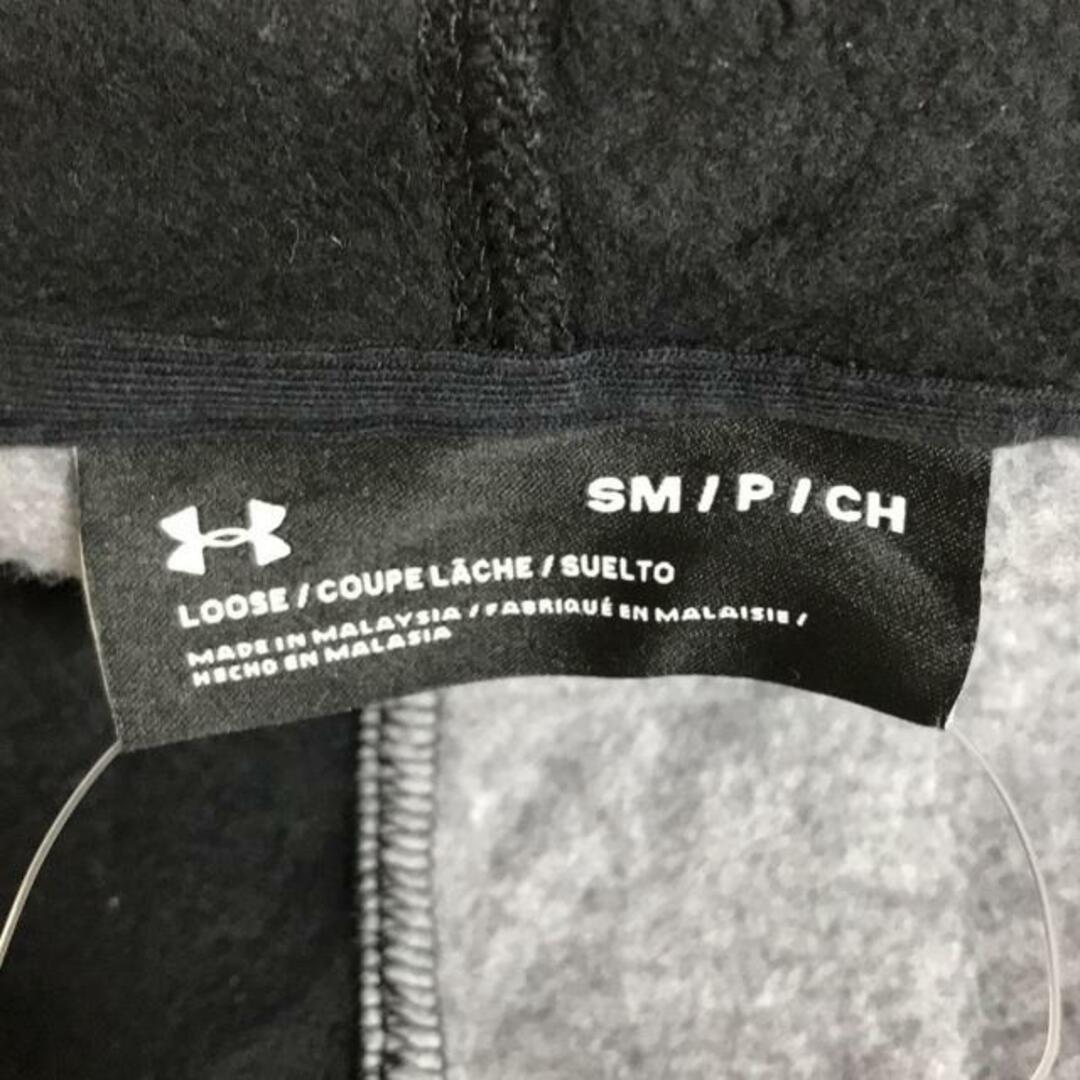 SM / P / CH
LOOSE / COUPE LÂCHE / SUELTO
MADE IN MALAYSIA / FABRIQUÉ EN MALAISIE /
HECHO EN MALASIA